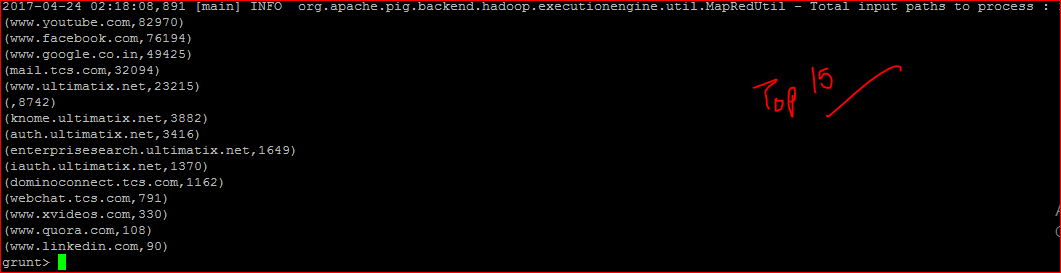 2017-04-24 02:18:08,891 [main] INFO  org.apache.pig.backend.hadoop.executionengine.util.MapRedUtil - Total input paths to process :
(www.youtube.com,82970)
(www.facebook.com,76194)
(www.google.co.in,49425)
(mail.tcs.com,32094)
(www.ultimatix.net,23215)
(,8742)
(knome.ultimatix.net,3882)
(auth.ultimatix.net,3416)
(enterprisesearch.ultimatix.net,1649)
(iauth.ultimatix.net,1370)
(dominoconnect.tcs.com,1162)
(webchat.tcs.com,791)
(www.xvideos.com,330)
(www.quora.com,108)
(www.linkedin.com,90)
grunt>
Top 15